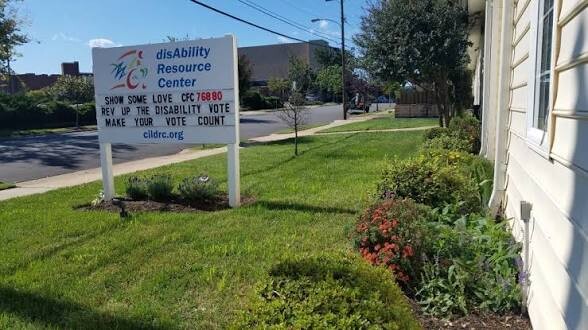 disAbility
Resource
Center
SHOW SOME LOVE CFC 76880
REV UP THE DISABILITY VOTE
MAKE YOUR VOTE COUNT
cildrc.org